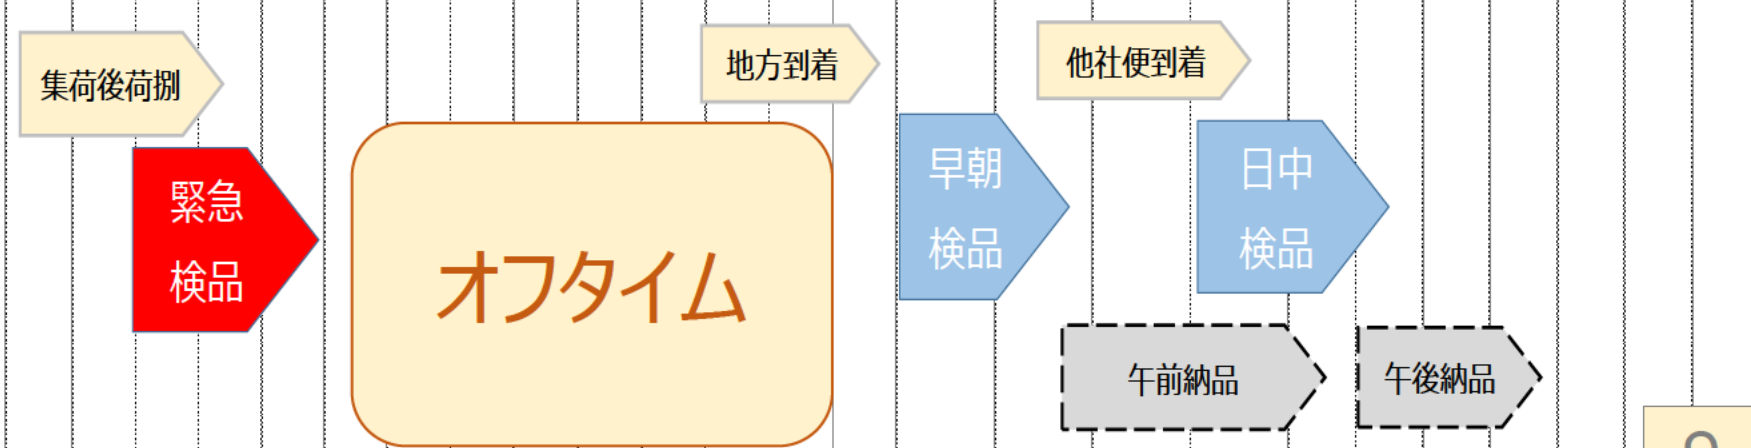 集荷後荷捌
地方到着
他社便到着
緊急
検品
オフタイム
早朝
検品
日中
検品
午前納品
午後納品